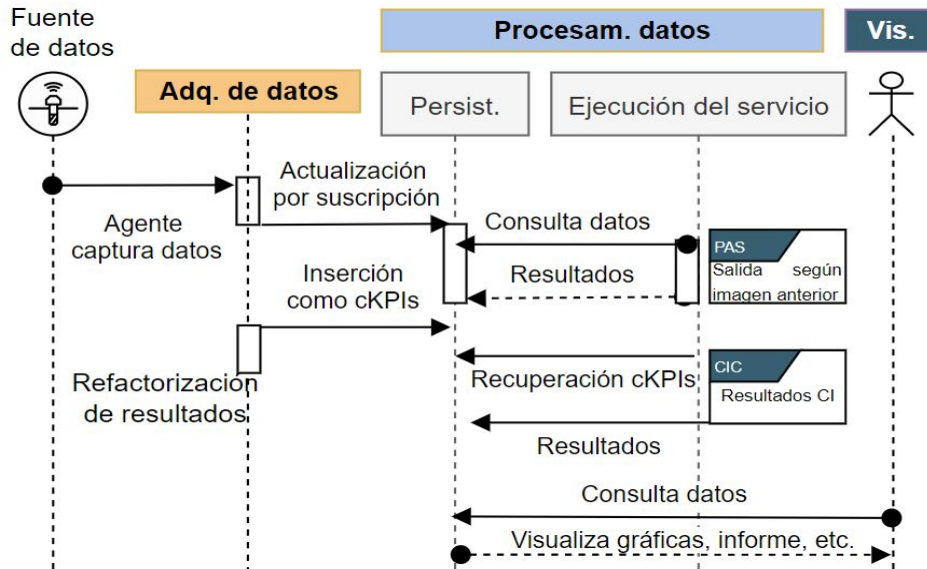 Fuente
de datos
Procesam. datos
Vis.
Adq. de datos
Persist.
Ejecución del servicio
Actualización
por suscripción
Agente
captura datos
Consulta datos
PAS
Salida según
imagen anterior
Resultados
Inserción
como cKPIs
Refactorización
de resultados
Recuperación cKPIs
CIC
Resultados CI
Resultados
Consulta datos
Visualiza gráficas, informe, etc.